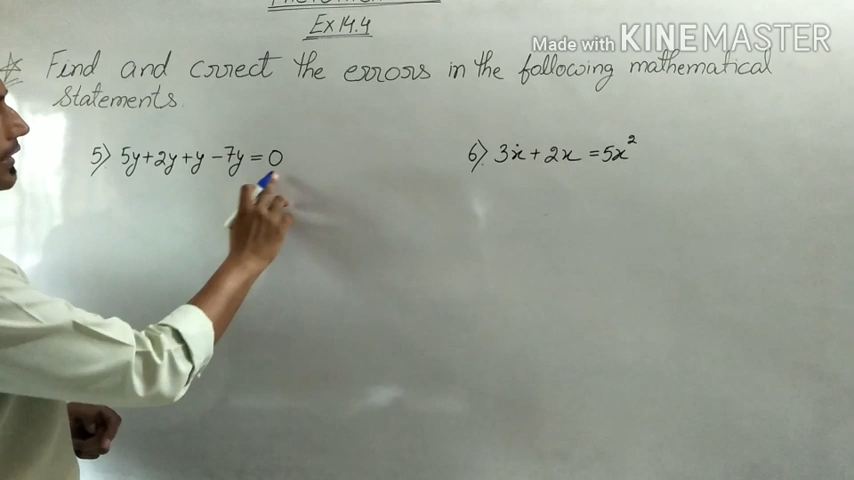 Ex 14.4
Made with KINEMASTER
Find and crrect the errors in the following mathematical
Statements.
5) 5y+2y+y-7y=0
6) 3x+2x=5x²